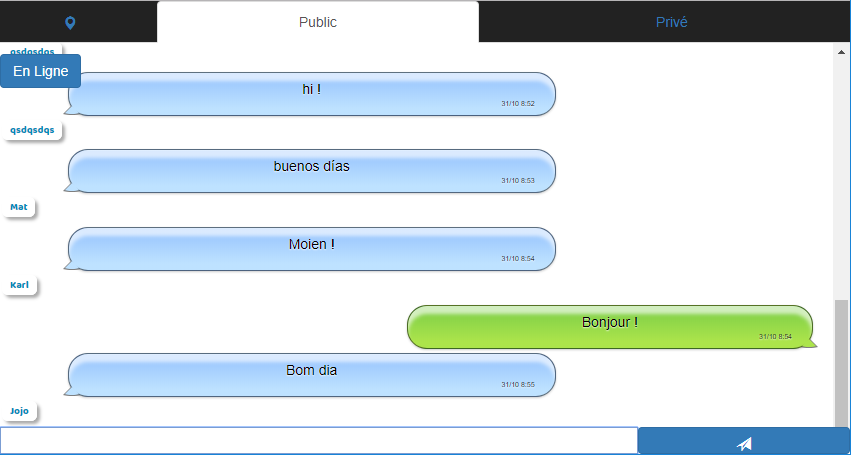 Public
Privé
qsdqsdqs
En Ligne
hi !
31/10 8:52
qsdqsdqs
buenos días
31/10 8:53
Mat
Moien !
31/10 8:54
Karl
Bonjour !
31/10 8:54
Bom dia
31/10 8:55
Jojo